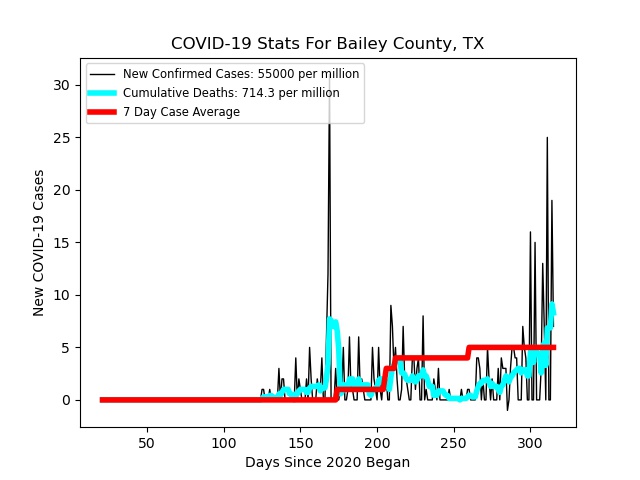 COVID-19 Stats For Bailey County, TX
New Confirmed Cases: 55000 per million
Cumulative Deaths: 714.3 per million
7 Day Case Average
New COVID-19 Cases
30
25
20
15
10
5
0
50 100 150 200 250 300
Days Since 2020 Began